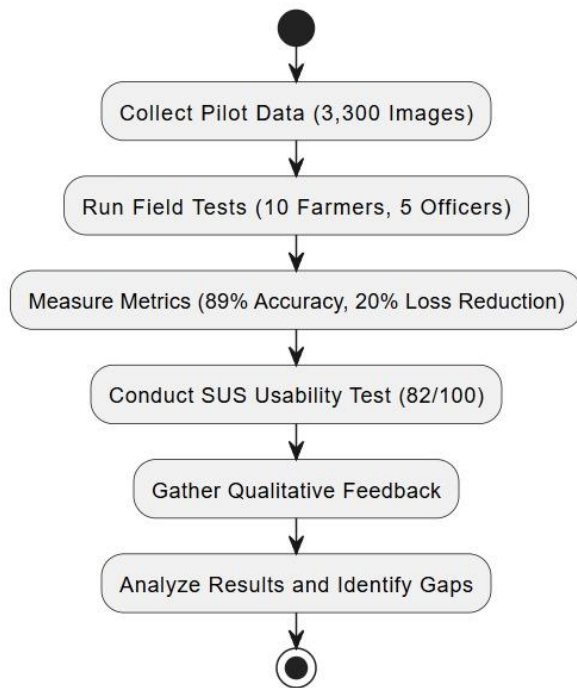 Collect Pilot Data (3,300 Images)
Run Field Tests (10 Farmers, 5 Officers)
Measure Metrics (89% Accuracy, 20% Loss Reduction)
Conduct SUS Usability Test (82/100)
Gather Qualitative Feedback
Analyze Results and Identify Gaps